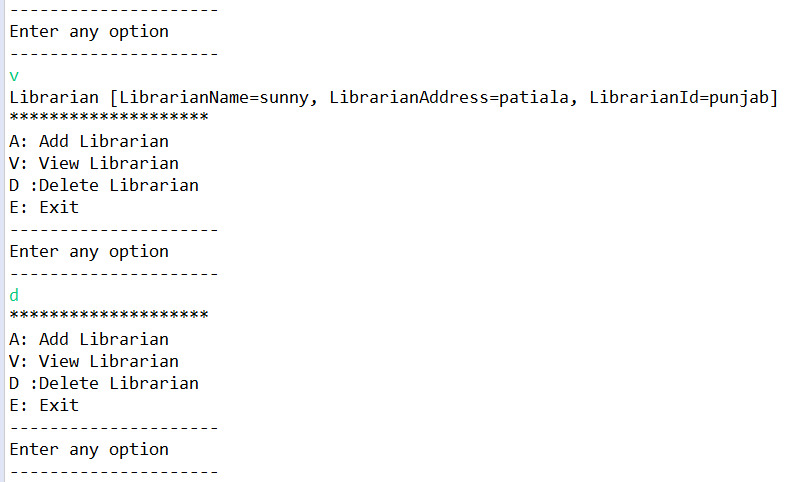 ---------------------
Enter any option
---------------------
v
Librarian [LibrarianName=sunny, LibrarianAddress=patiala, LibrarianId=punjab]
********************
A: Add Librarian
V: View Librarian
D :Delete Librarian
E: Exit
---------------------
Enter any option
---------------------
d
********************
A: Add Librarian
V: View Librarian
D :Delete Librarian
E: Exit
---------------------
Enter any option
---------------------